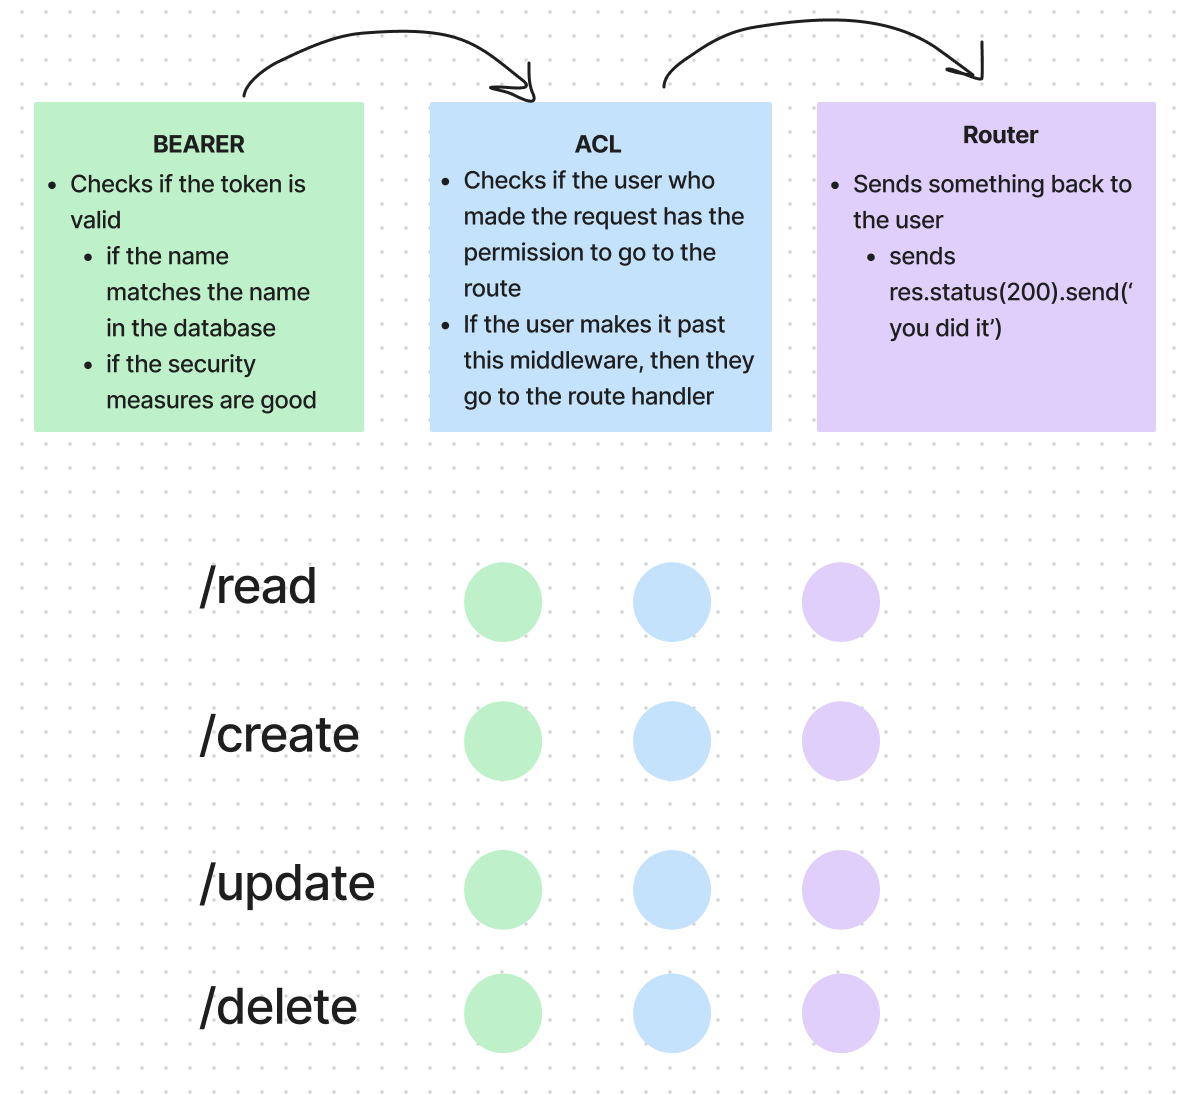 BEARER
• Checks if the token is
valid
• if the name
matches the name
in the database
• if the security
measures are good
ACL
• Checks if the user who
made the request has the
permission to go to the
route
• If the user makes it past
this middleware, then they
go to the route handler
Router
• Sends something back to
the user
• sends
res.status(200).send(‘
you did it’)
/read
/create
/update
/delete